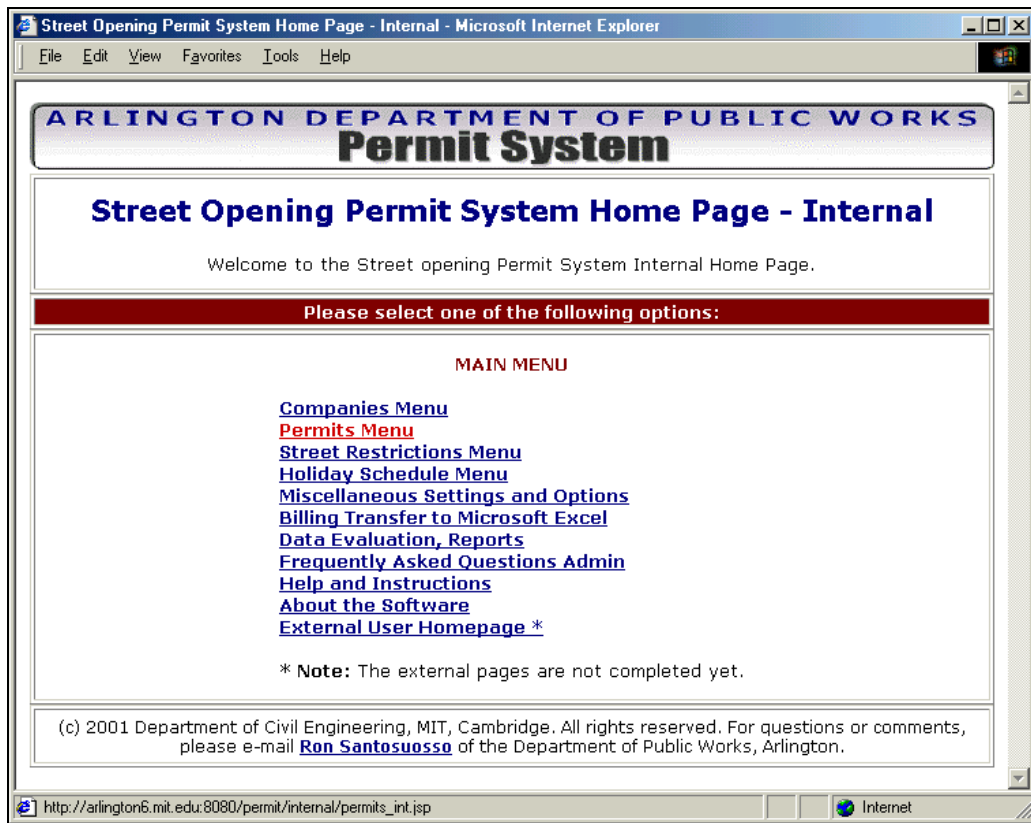 Street Opening Permit System Home Page - Internal - Microsoft Internet Explorer
File Edit View Favorites Tools Help
ARLINGTON DEPARTMENT OF PUBLIC WORKS
Permit System
Street Opening Permit System Home Page - Internal
Welcome to the Street opening Permit System Internal Home Page.
Please select one of the following options:
MAIN MENU
Companies Menu
Permits Menu
Street Restrictions Menu
Holiday Schedule Menu
Miscellaneous Settings and Options
Billing Transfer to Microsoft Excel
Data Evaluation, Reports
Frequently Asked Questions Admin
Help and Instructions
About the Software
External User Homepage *
* Note: The external pages are not completed yet.
(c) 2001 Department of Civil Engineering, MIT, Cambridge. All rights reserved. For questions or comments,
please e-mail Ron Santosuosso of the Department of Public Works, Arlington.
http://arlington6.mit.edu:8080/permit/internal/permits_int.jsp Internet